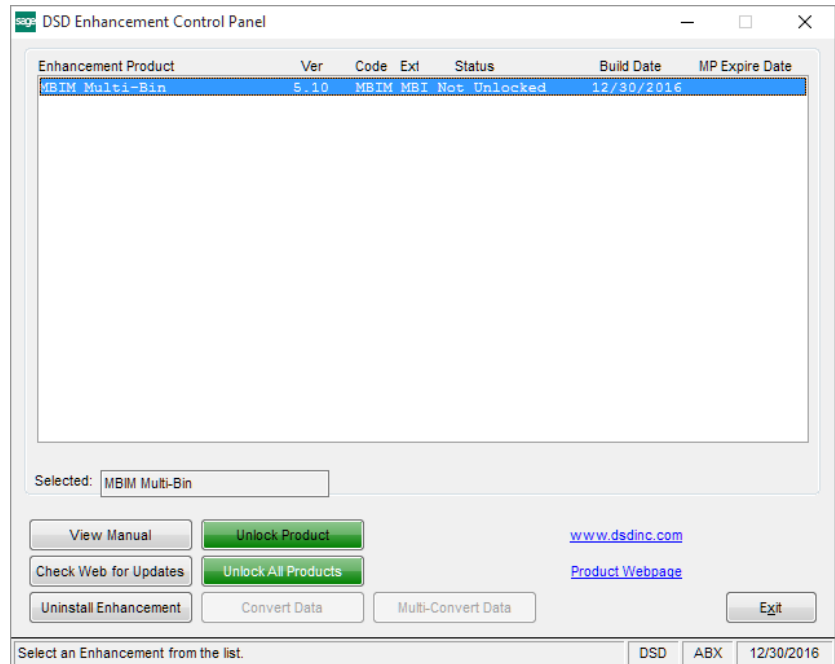 sage DSD Enhancement Control Panel
Enhancement Product Ver Code Ext Status Build Date MP Expire Date
MBIM Multi-Bin 5.10 MBIM MBI Not Unlocked 12/30/2016
Selected: MBIM Multi-Bin
View Manual Unlock Product www.dsdinc.com
Check Web for Updates Unlock All Products Product Webpage
Uninstall Enhancement Convert Data Multi-Convert Data Exit
Select an Enhancement from the list. DSD ABX 12/30/2016